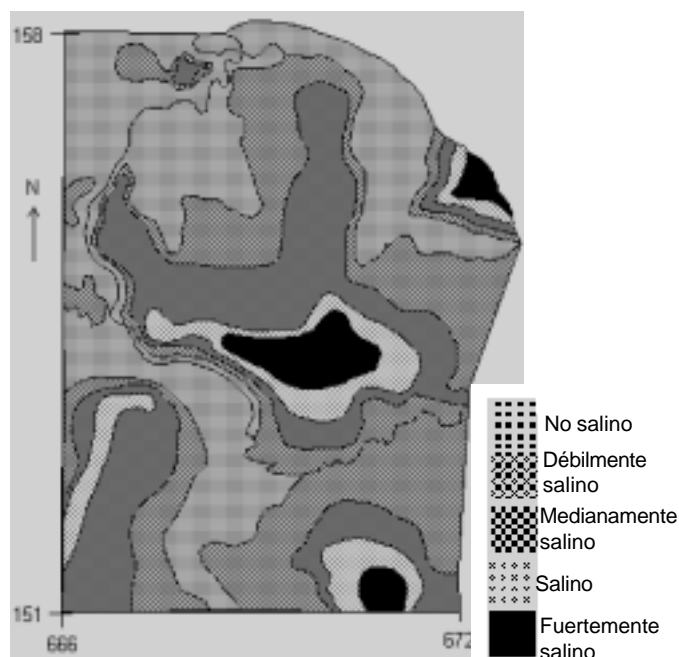 158
N
No salino
Débilmente
salino
Medianamente
salino
Salino
Fuertemente
salino
151
666
672